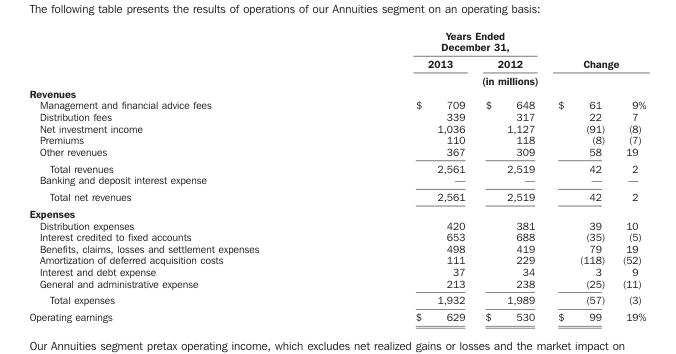 The following table presents the results of operations of our Annuities segment on an operating basis:
Years Ended
December 31,
2013 2012 Change
(in millions)
Revenues
Management and financial advice fees $ 709 $ 648 $ 61 9%
Distribution fees 339 317 22 7
Net investment income 1,036 1,127 (91) (8)
Premiums 110 118 (8) (7)
Other revenues 367 309 58 19
Total revenues 2,561 2,519 42 2
Banking and deposit interest expense — — — —
Total net revenues 2,561 2,519 42 2
Expenses
Distribution expenses 420 381 39 10
Interest credited to fixed accounts 653 688 (35) (5)
Benefits, claims, losses and settlement expenses 498 419 79 19
Amortization of deferred acquisition costs 111 229 (118) (52)
Interest and debt expense 37 34 3 9
General and administrative expense 213 238 (25) (11)
Total expenses 1,932 1,989 (57) (3)
Operating earnings $ 629 $ 530 $ 99 19%
Our Annuities segment pretax operating income, which excludes net realized gains or losses and the market impact on